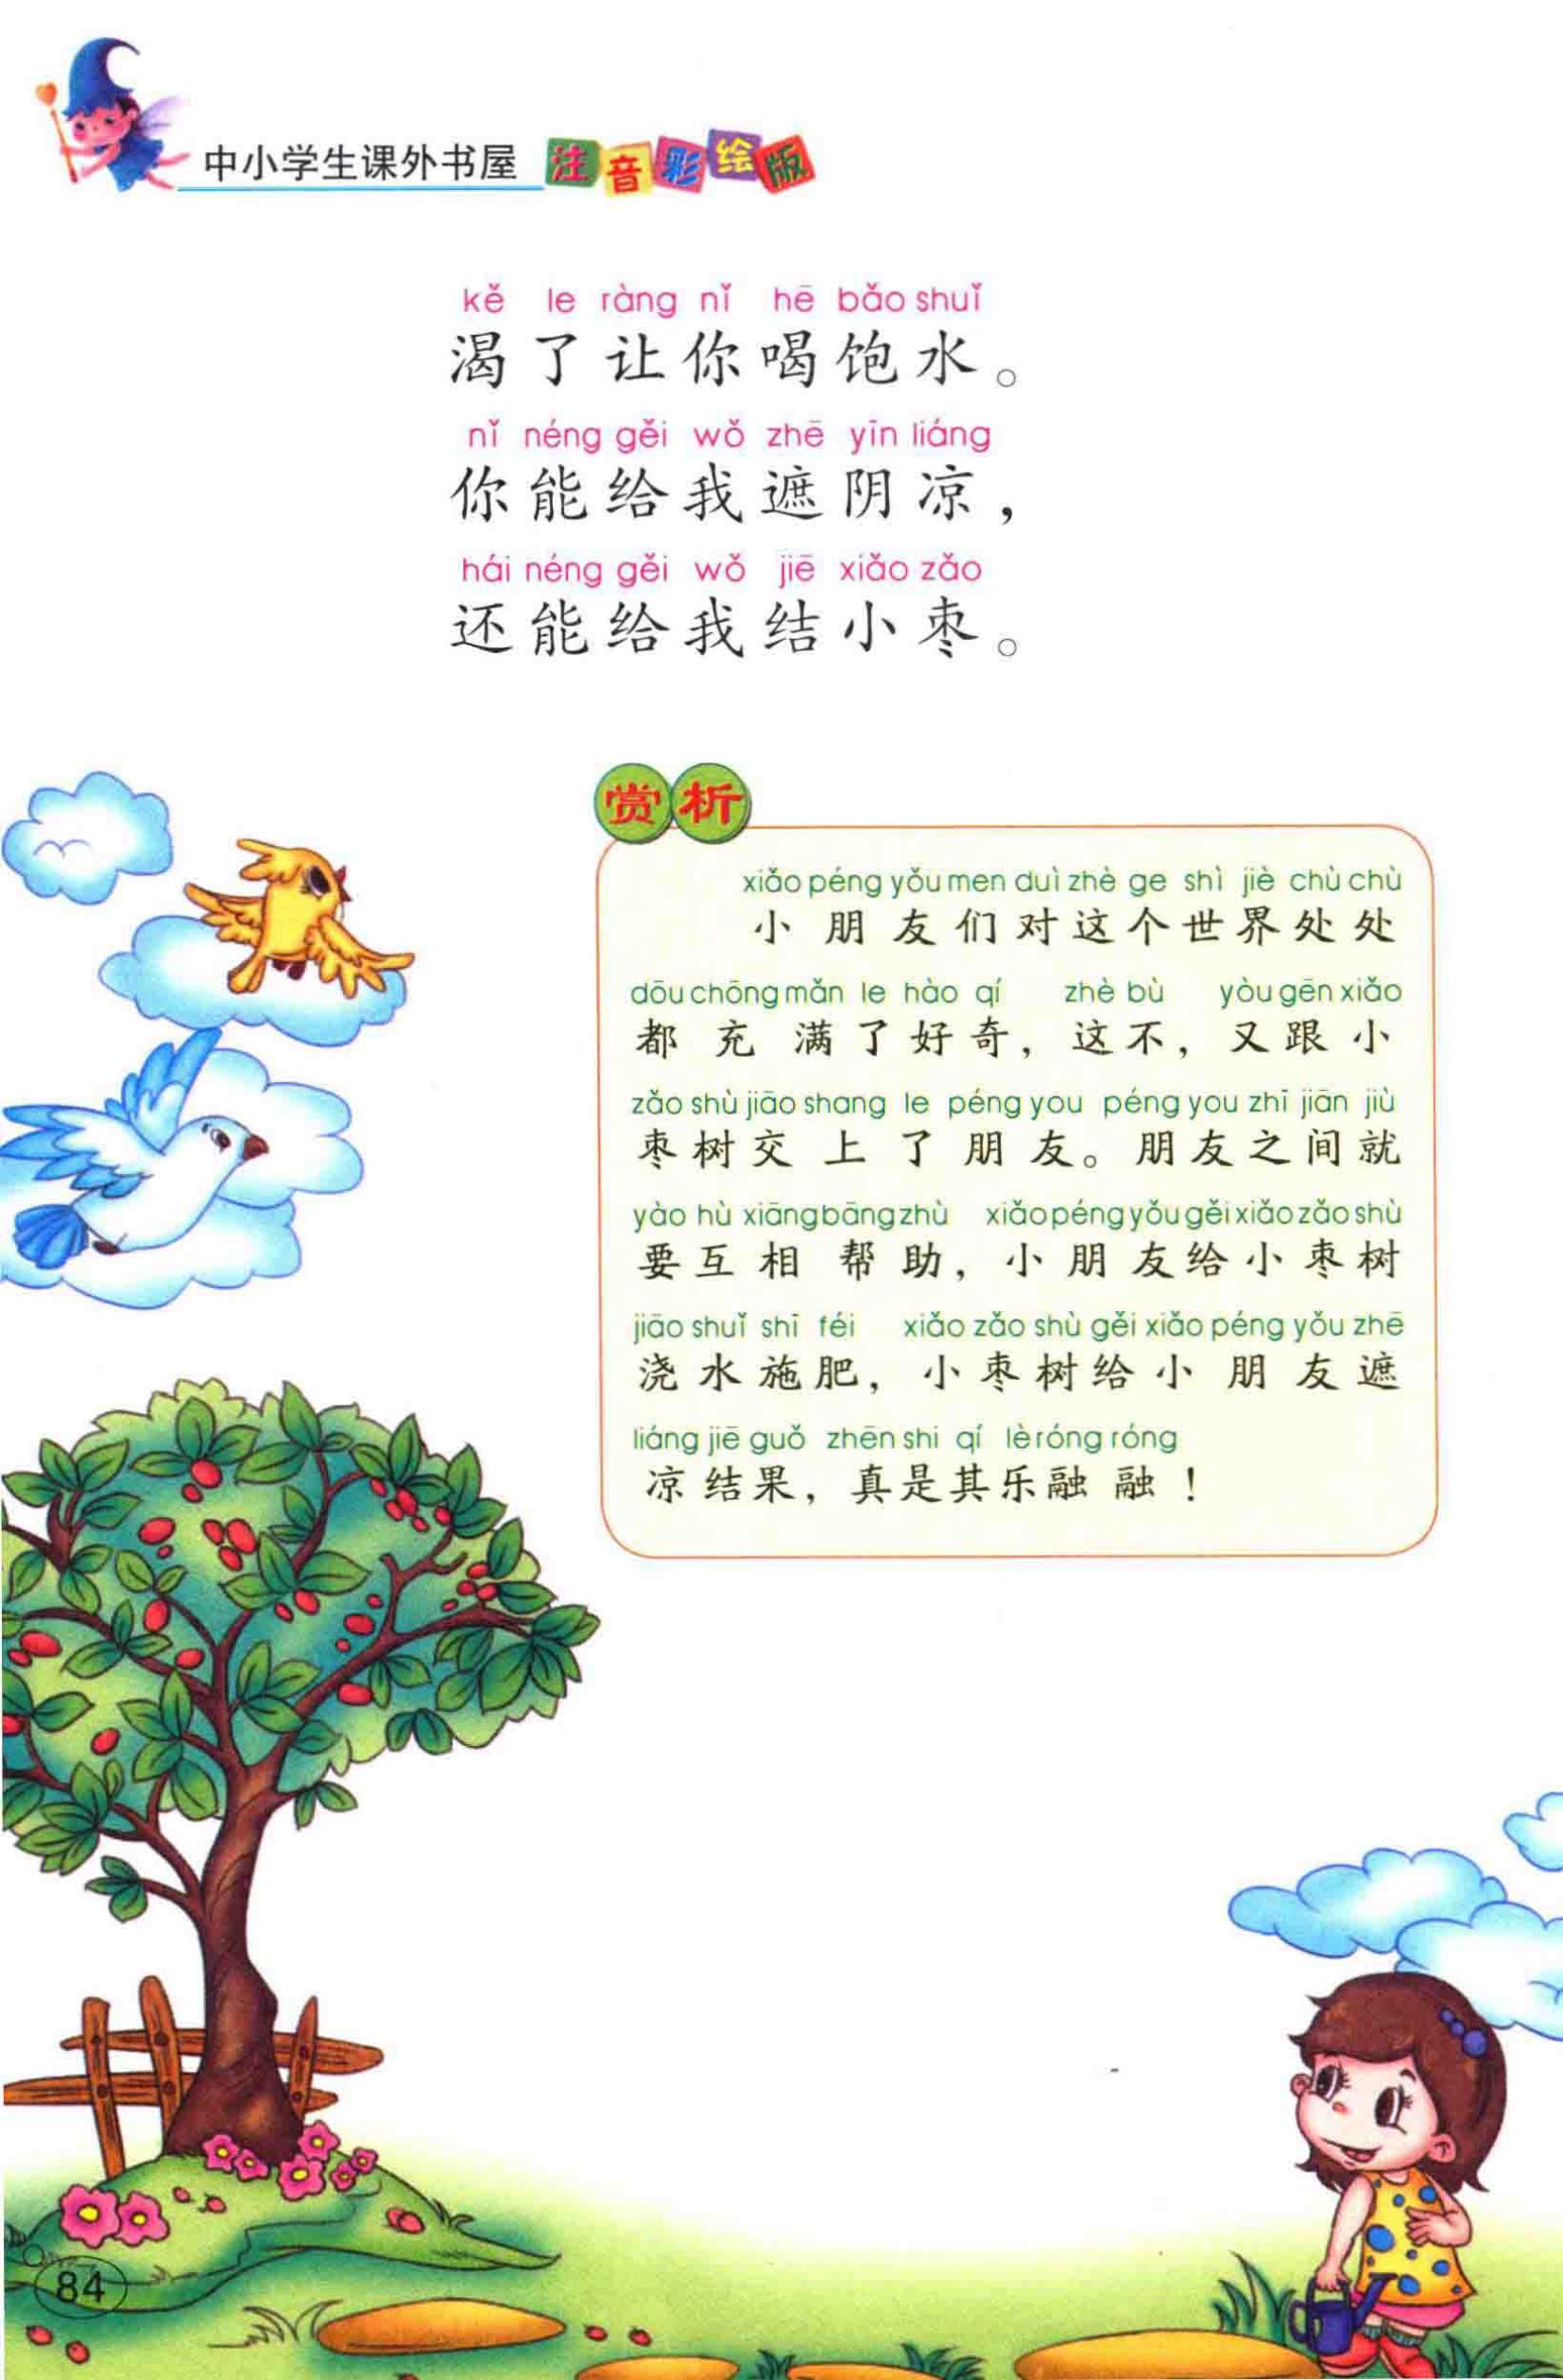 中小学生课外书屋 注音彩绘版
kě le ràng nǐ hē bǎo shuǐ
渴了让你喝饱水。
nǐ néng gěi wǒ zhē yīn liáng
你能给我遮阴凉，
hái néng gěi wǒ jiē xiǎo zǎo
还能给我结小枣。
赏析
xiǎo péng yǒu men duì zhè ge shì jiè chù chù
小朋友们对这个世界处处
dōu chōng mǎn le hào qí zhè bù yòu gēn xiǎo
都充满了好奇，这不，又跟小
zǎo shù jiāo shang le péng you péng you zhī jiān jiù
枣树交上了朋友。朋友之间就
yào hù xiāng bāng zhù xiǎo péng yǒu gěi xiǎo zǎo shù
要互相帮助，小朋友给小枣树
jiāo shuǐ shī féi xiǎo zǎo shù gěi xiǎo péng yǒu zhē
浇水施肥，小枣树给小朋友遮
liáng jiē guǒ zhēn shi qí lè róng róng
凉结果，真是其乐融融！
84